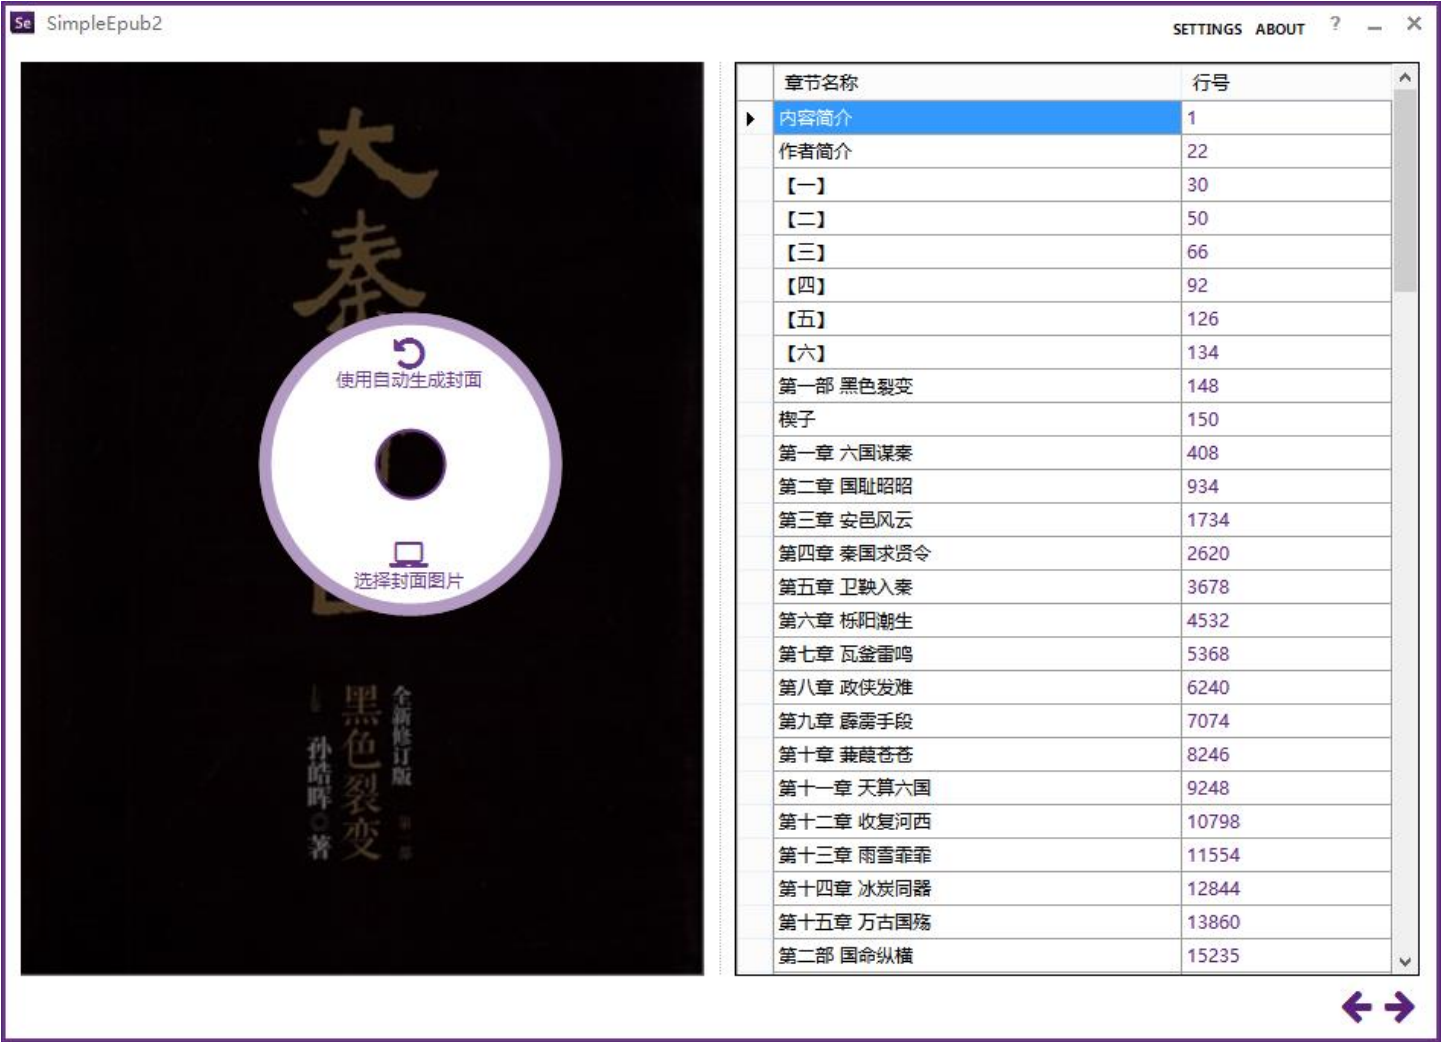 Se SimpleEpub2
SETTINGS ABOUT ?
大
秦
使用自动生成封面
选择封面图片
全新修订版
黑色裂变
孙皓晖◎著
章节名称 行号
内容简介 1
作者简介 22
【一】 30
【二】 50
【三】 66
【四】 92
【五】 126
【六】 134
第一部 黑色裂变 148
楔子 150
第一章 六国谋秦 408
第二章 国耻昭昭 934
第三章 安邑风云 1734
第四章 秦国求贤令 2620
第五章 卫鞅入秦 3678
第六章 栎阳潮生 4532
第七章 瓦釜雷鸣 5368
第八章 政侠发难 6240
第九章 霹雳手段 7074
第十章 蒹葭苍苍 8246
第十一章 天算六国 9248
第十二章 收复河西 10798
第十三章 雨雪霏霏 11554
第十四章 冰炭同器 12844
第十五章 万古国殇 13860
第二部 国命纵横 15235